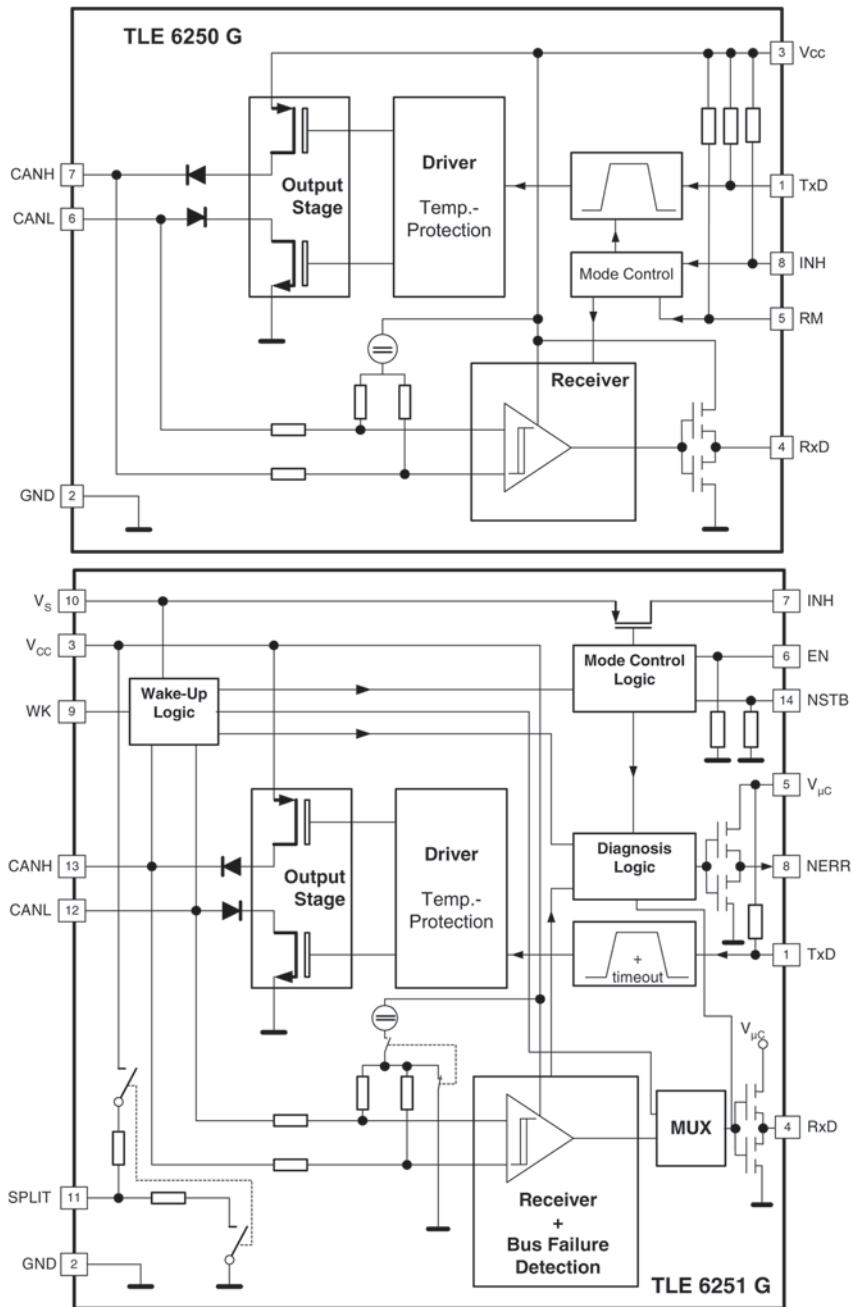 TLE 6250 G
3 Vcc
CANH 7
CANL 6
Output
Stage
Driver
Temp.-
Protection
1 TxD
8 INH
Mode Control
5 RM
Receiver
4 RxD
GND 2
VS 10
7 INH
VCC 3
6 EN
Mode Control
Logic
14 NSTB
WK 9
Wake-Up
Logic
5 VµC
CANH 13
CANL 12
Output
Stage
Driver
Temp.-
Protection
Diagnosis
Logic
8 NERR
+
timeout
1 TxD
VµC
MUX
4 RxD
SPLIT 11
Receiver
+
Bus Failure
Detection
GND 2
TLE 6251 G